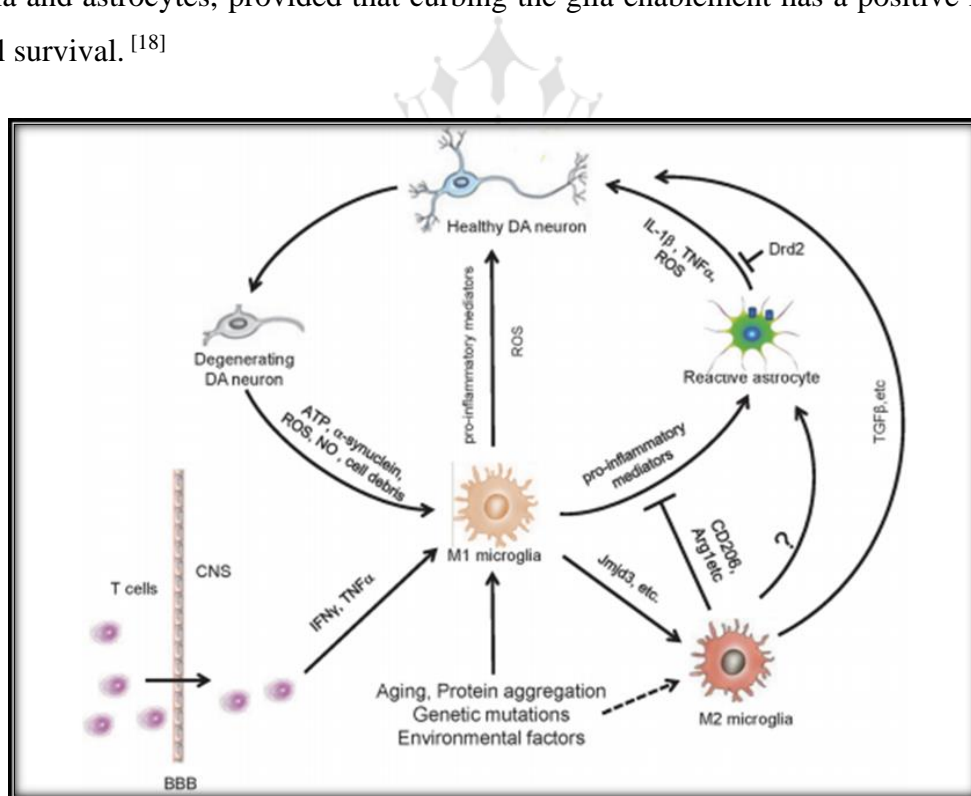 and astrocytes, provided that curbing the glia enablement has a positive
survival. [18]
Healthy DA neuron
IL-1β, TNFα,
ROS
Drd2
Degenerating
DA neuron
pro-inflammatory mediators
ROS
Reactive astrocyte
TGFβ,etc
ATP, α-synuclein,
ROS, NO, cell debris
pro-inflammatory
mediators
M1 microglia
CD206,
Arg1etc
?
T cells
CNS
IFNγ, TNFα
Jmjd3, etc.
Aging, Protein aggregation
Genetic mutations
Environmental factors
M2 microglia
BBB